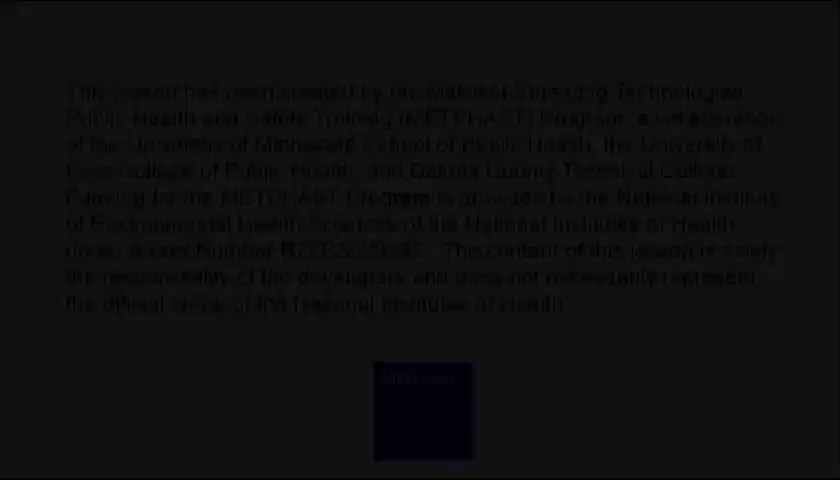 This lesson has been created by the Midwest Emerging Technologies
Public Health and Safety Training (METPHAST) Program, a collaboration
of the University of Minnesota School of Public Health, the University of
Iowa College of Public Health, and Dakota County Technical College.
Funding for the METPHAST Program is provided by the National Institute
of Environmental Health Sciences of the National Institutes of Health
under Award Number The content of this lesson is solely
the responsibility of the developers and does not necessarily represent
the official views of the National Institutes of Health.